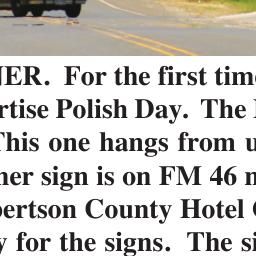 NER. For the first time
rtise Polish Day. The
This one hangs from
her sign is on FM 46
bertson County Hotel
y for the signs. The si